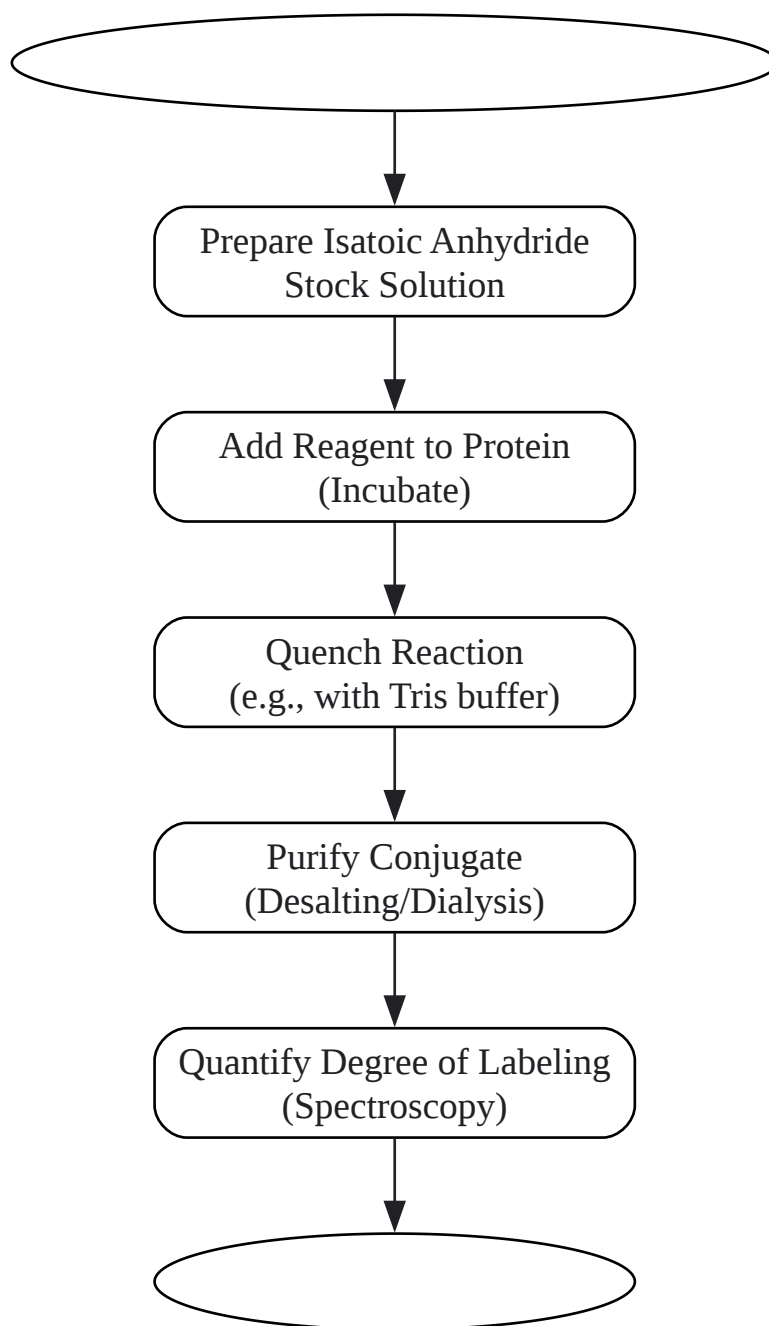 Prepare Isatoic Anhydride
Stock Solution
Add Reagent to Protein
(Incubate)
Quench Reaction
(e.g., with Tris buffer)
Purify Conjugate
(Desalting/Dialysis)
Quantify Degree of Labeling
(Spectroscopy)